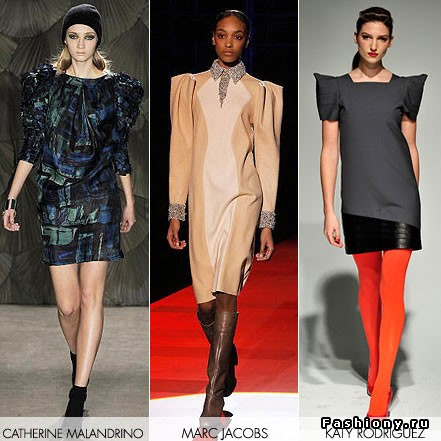 Fashiony.ru
CATHERINE MALANDRINO
MARC JACOBS
KATY RODRIGUEZ